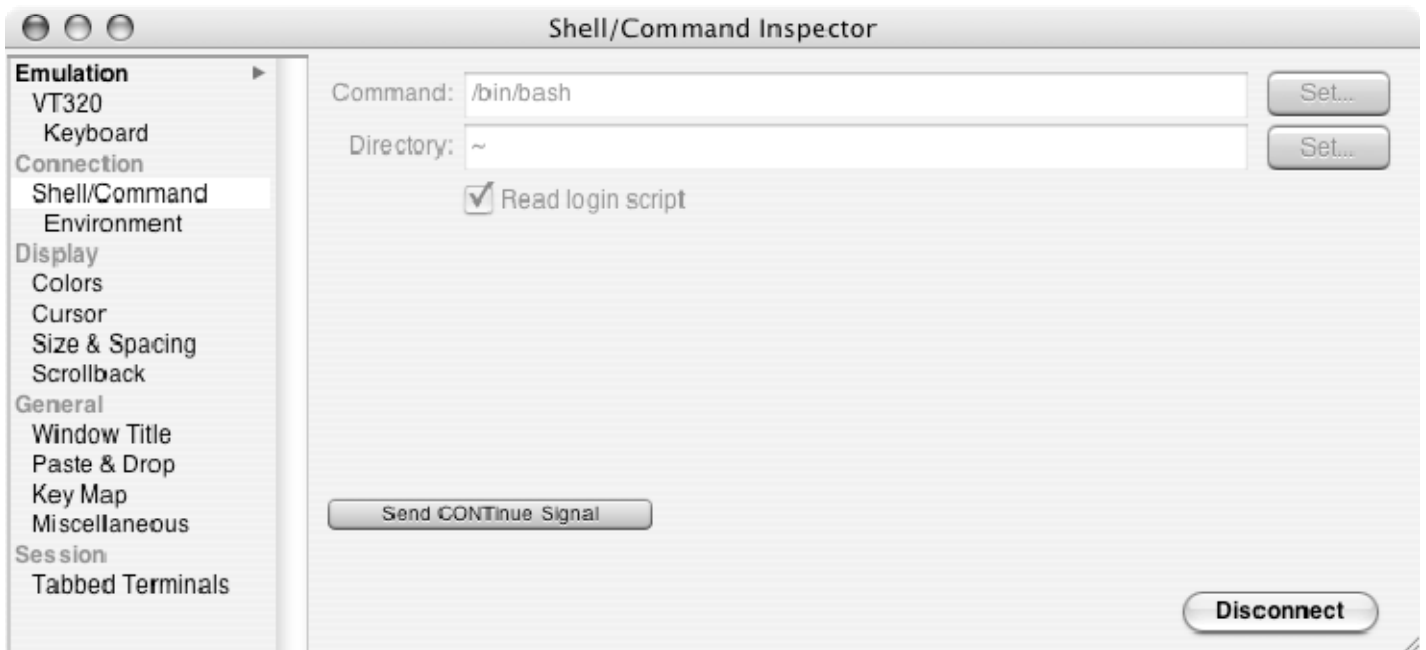 Shell/Command Inspector
Emulation
VT320
Keyboard
Connection
Shell/Command
Environment
Display
Colors
Cursor
Size & Spacing
Scrollback
General
Window Title
Paste & Drop
Key Map
Miscellaneous
Session
Tabbed Terminals
Command: /bin/bash Set...
Directory: ~ Set...
Read login script
Send CONTinue Signal
Disconnect